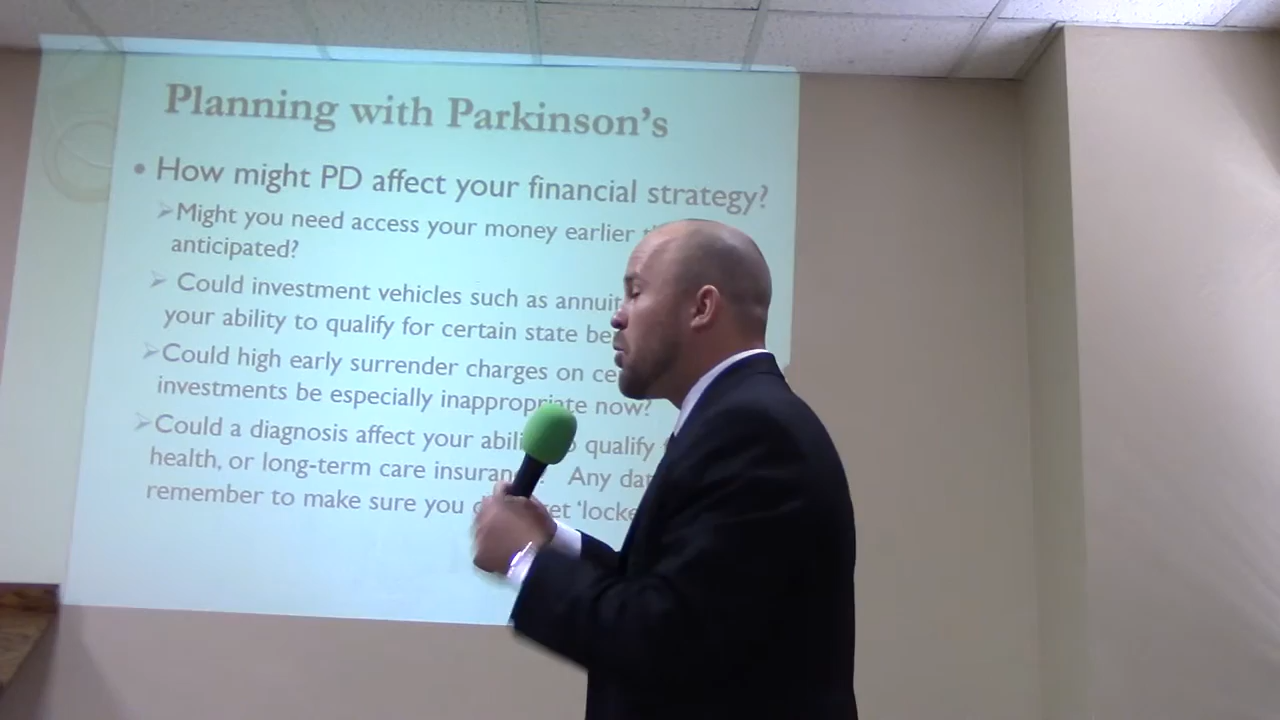 Planning with Parkinson's
• How might PD affect your financial strategy?
➢Might you need access your money earlier
anticipated?
➢ Could investment vehicles such as annuit
your ability to qualify for certain state be
➢Could high early surrender charges on ce
investments be especially inappropriate now?
➢Could a diagnosis affect your abili qualify
health, or long-term care insuran Any dat
remember to make sure you et 'locke